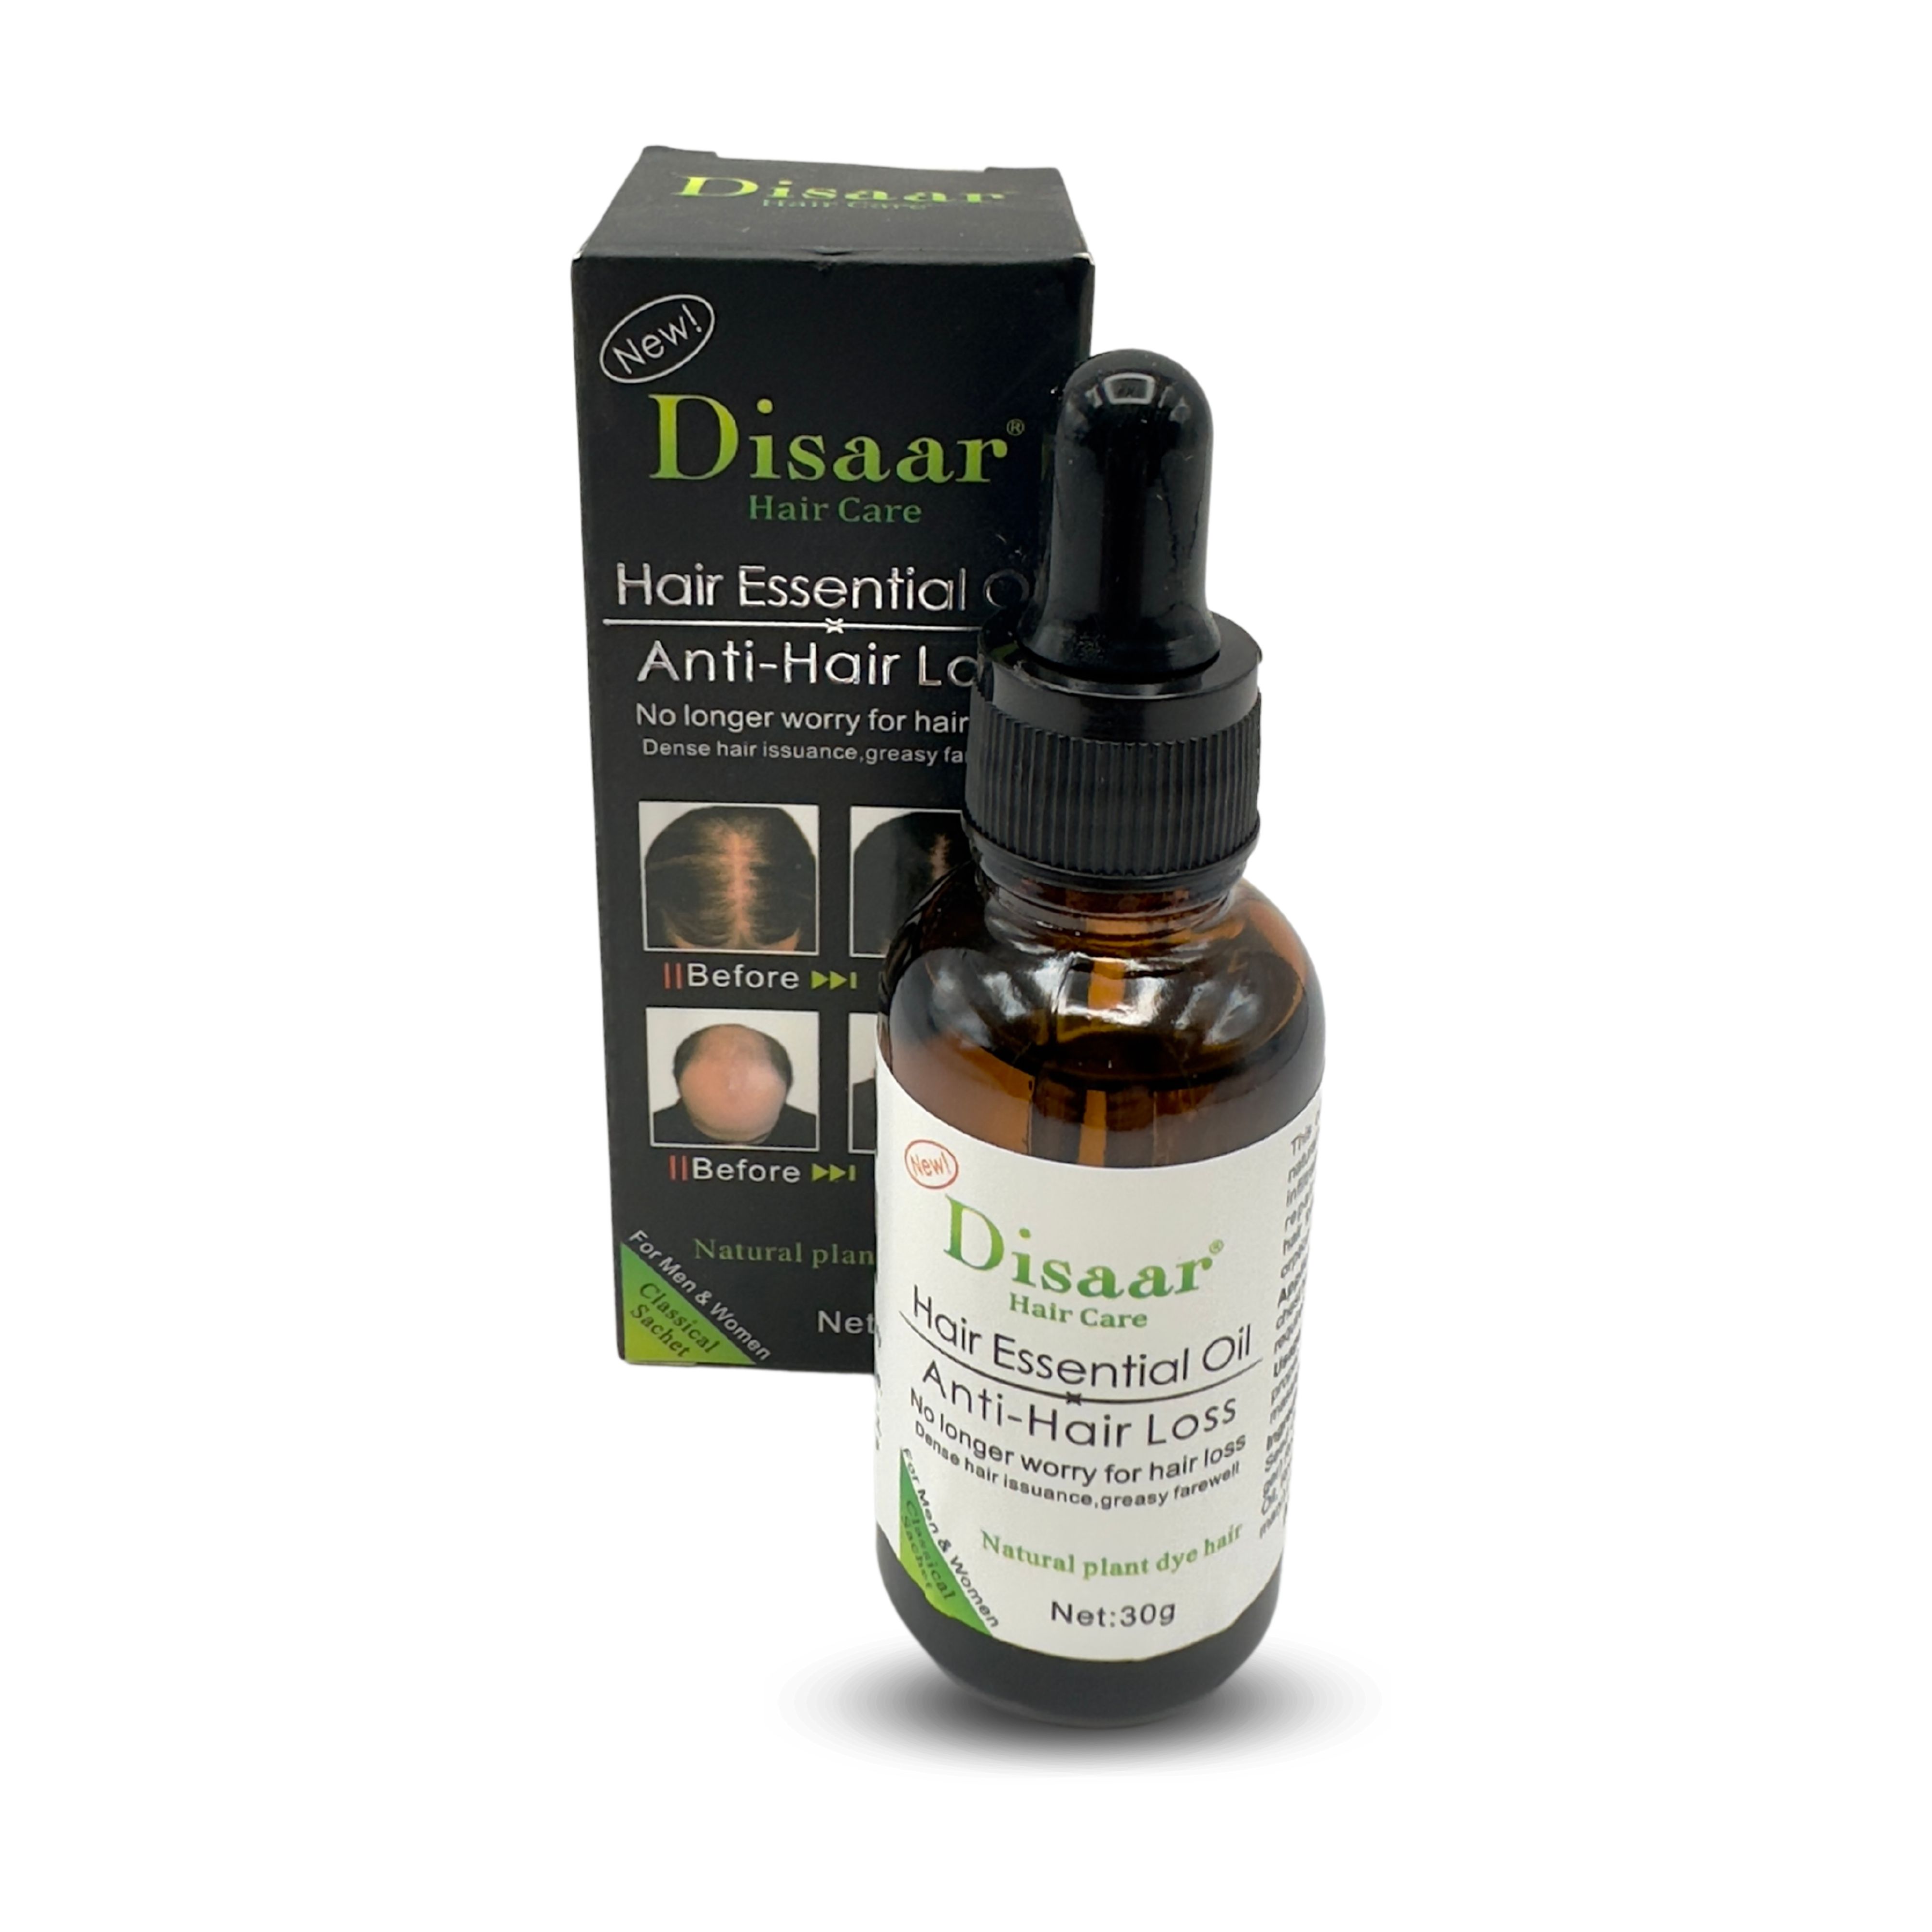 Disaar
Hair Care
New!
Disaar®
Hair Care
Hair Essential O
Anti-Hair Lo
No longer worry for hair
Dense hair issuance,greasy fa
Before
Before
Natural plan
For Men & Women
Classical
Sachet
Net
New!
Disaar®
Hair Care
Hair Essential Oil
Anti-Hair Loss
No longer worry for hair loss
Dense hair issuance,greasy farewell
For Men & Women
Classical
Sachet
Natural plant dye hair
Net:30g